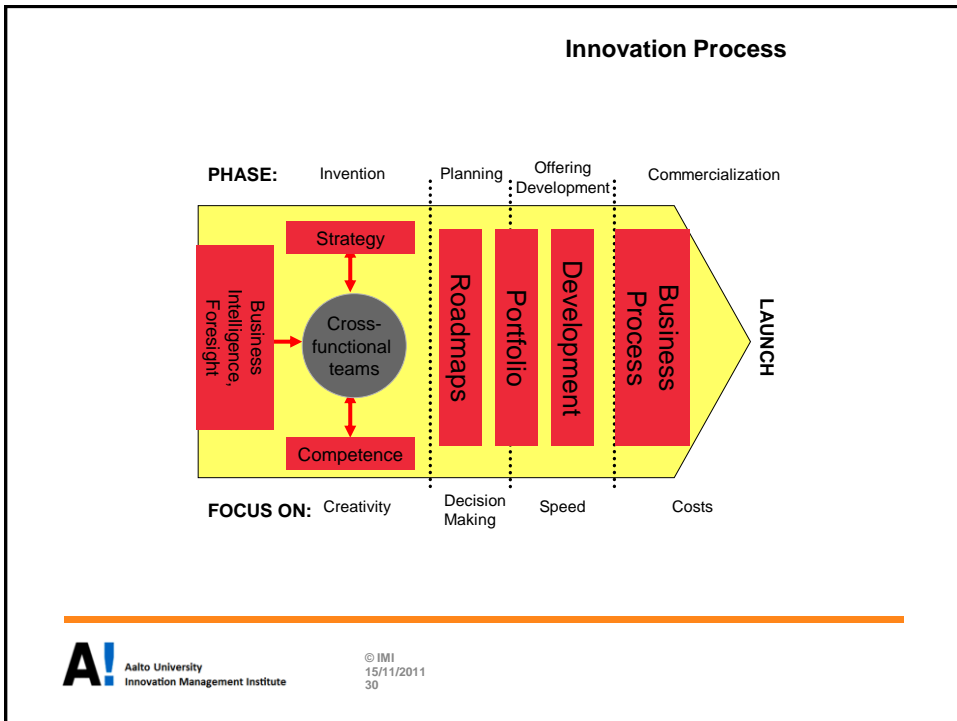 Innovation Process
PHASE:
Invention
Planning
Offering
Development
Commercialization
Strategy
Business
Intelligence,
Foresight
Cross-
functional
teams
Competence
Roadmaps
Portfolio
Development
Business
Process
LAUNCH
FOCUS ON:
Creativity
Decision
Making
Speed
Costs
A!
Aalto University
Innovation Management Institute
© IMI
15/11/2011
30